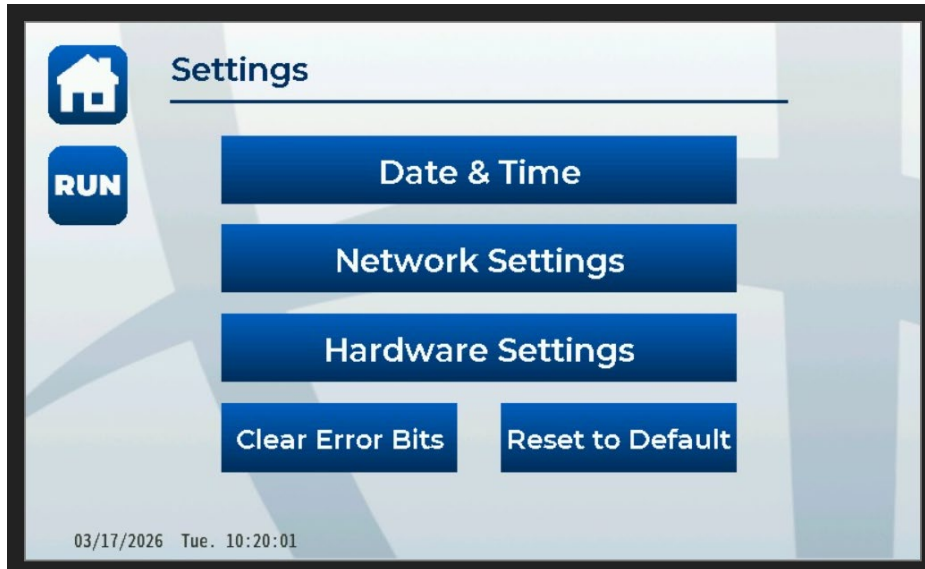 Settings
RUN
Date & Time
Network Settings
Hardware Settings
Clear Error Bits
Reset to Default
03/17/2026 Tue. 10:20:01